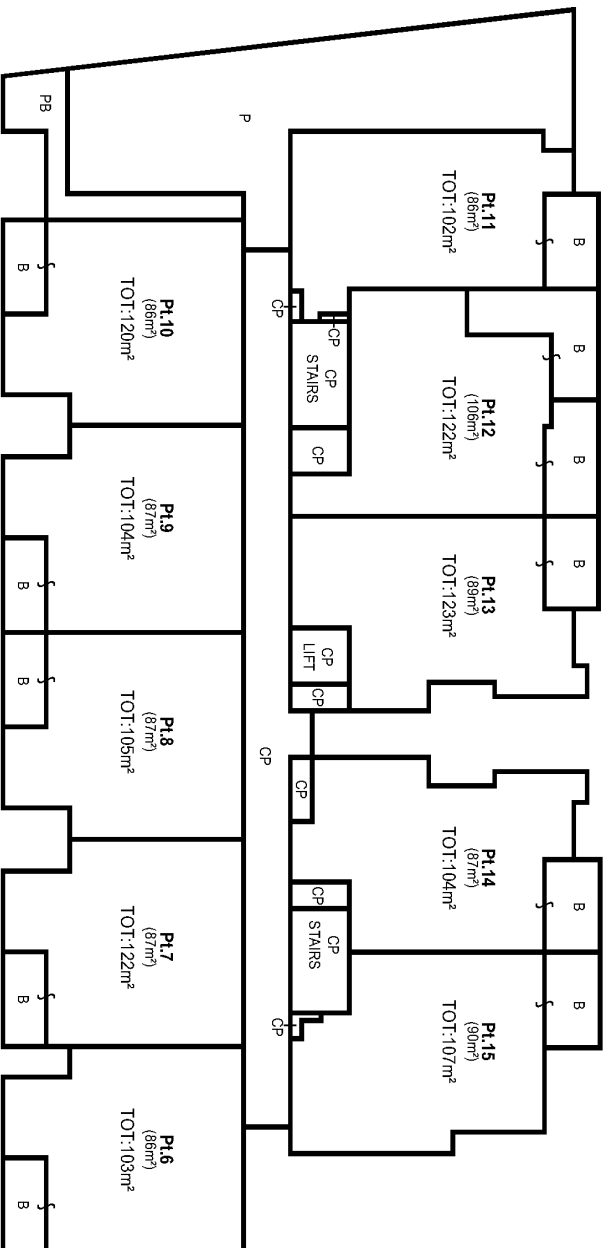 B
B
B
B
B
B
Pt.11
(86m²)
TOT:102m²
Pt.12
(106m²)
TOT:122m²
Pt.13
(89m²)
TOT:123m²
Pt.14
(87m²)
TOT:104m²
Pt.15
(90m²)
TOT:107m²
CP
CP
STAIRS
CP
CP
LIFT
CP
CP
CP
CP
STAIRS
CP
CP
CP
P
PB
Pt.10
(86m²)
TOT:120m²
Pt.9
(87m²)
TOT:104m²
Pt.8
(87m²)
TOT:105m²
Pt.7
(87m²)
TOT:122m²
Pt.6
(86m²)
TOT:103m²
B
B
B
B
B